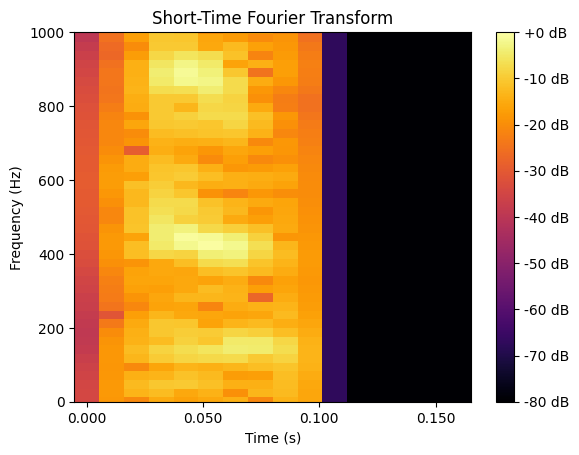 Short-Time Fourier Transform
1000
800
600
400
200
0
Frequency (Hz)
0.000
0.050
0.100
0.150
Time (s)
+0 dB
-10 dB
-20 dB
-30 dB
-40 dB
-50 dB
-60 dB
-70 dB
-80 dB